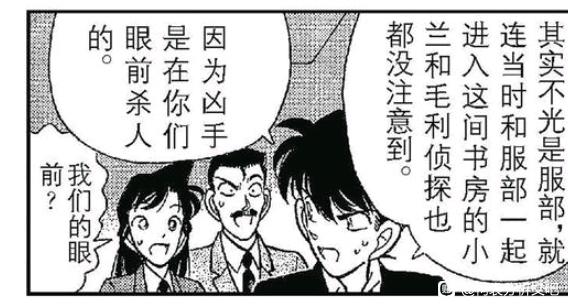 其实不光是服部，就
连当时和服部一起
进入这间书房的小
兰和毛利侦探也
都没注意到。
因为凶手
是在你们
眼前杀人
的。
我们的眼
前？